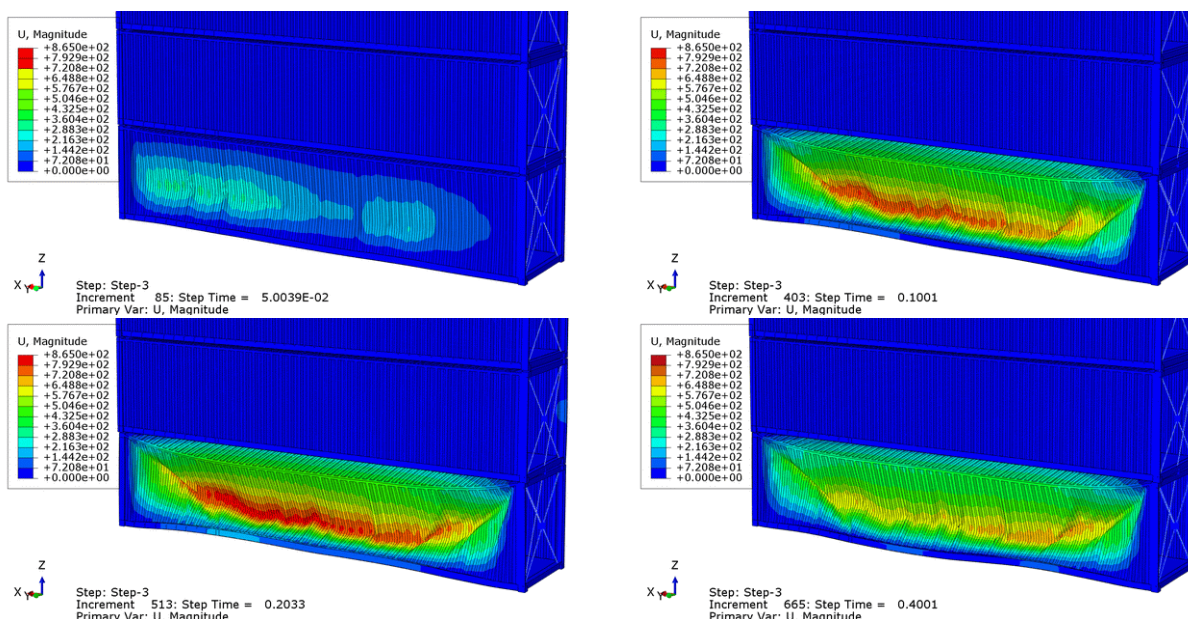 U, Magnitude
+8.650e+02
+7.929e+02
+7.208e+02
+6.488e+02
+5.767e+02
+5.046e+02
+4.325e+02
+3.604e+02
+2.883e+02
+2.163e+02
+1.442e+02
+7.208e+01
+0.000e+00
Z
X Y
Step: Step-3
Increment 85: Step Time = 5.0039E-02
Primary Var: U, Magnitude
U, Magnitude
+8.650e+02
+7.929e+02
+7.208e+02
+6.488e+02
+5.767e+02
+5.046e+02
+4.325e+02
+3.604e+02
+2.883e+02
+2.163e+02
+1.442e+02
+7.208e+01
+0.000e+00
Z
X Y
Step: Step-3
Increment 403: Step Time = 0.1001
Primary Var: U, Magnitude
U, Magnitude
+8.650e+02
+7.929e+02
+7.208e+02
+6.488e+02
+5.767e+02
+5.046e+02
+4.325e+02
+3.604e+02
+2.883e+02
+2.163e+02
+1.442e+02
+7.208e+01
+0.000e+00
Z
X Y
Step: Step-3
Increment 513: Step Time = 0.2033
Primary Var: U, Magnitude
U, Magnitude
+8.650e+02
+7.929e+02
+7.208e+02
+6.488e+02
+5.767e+02
+5.046e+02
+4.325e+02
+3.604e+02
+2.883e+02
+2.163e+02
+1.442e+02
+7.208e+01
+0.000e+00
Z
X Y
Step: Step-3
Increment 665: Step Time = 0.4001
Primary Var: U, Magnitude